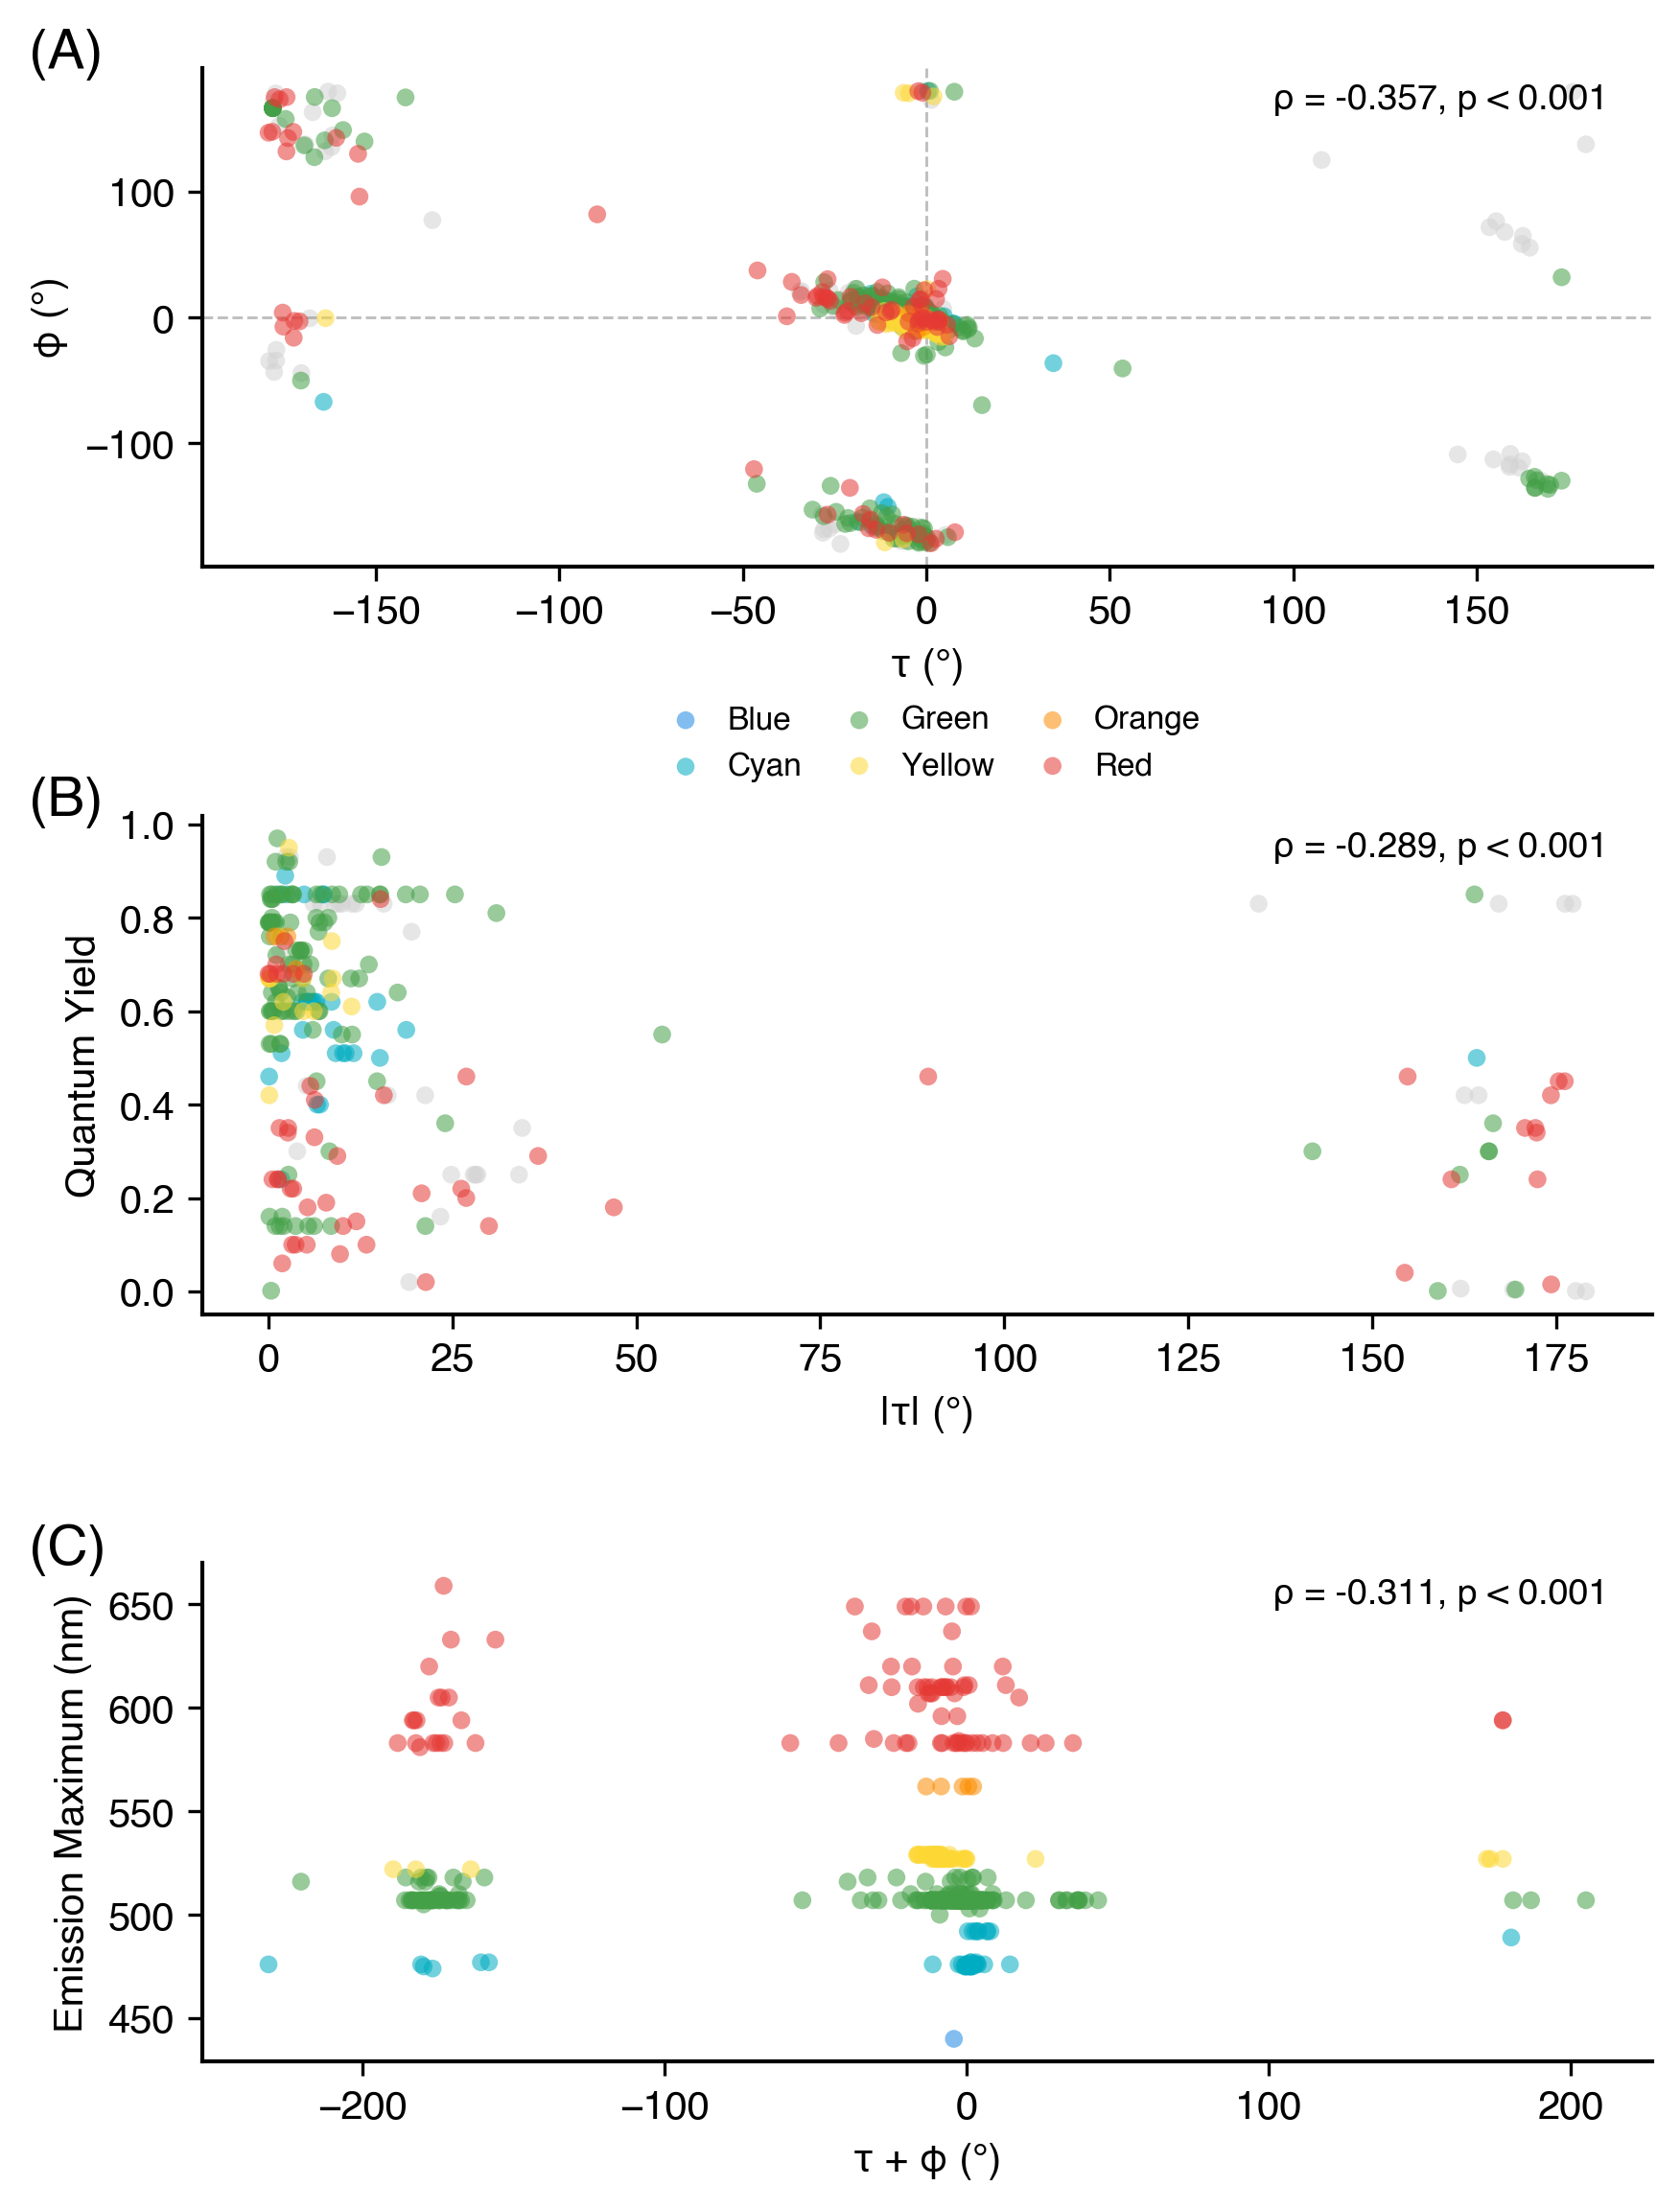 (A)
ρ = -0.357, p < 0.001
100
0
−100
ϕ (°)
−150 −100 −50 0 50 100 150
τ (°)
Blue Green Orange
Cyan Yellow Red
(B)
ρ = -0.289, p < 0.001
1.0
0.8
0.6
0.4
0.2
0.0
Quantum Yield
0 25 50 75 100 125 150 175
|τ| (°)
(C)
ρ = -0.311, p < 0.001
650
600
550
500
450
Emission Maximum (nm)
−200 −100 0 100 200
τ + ϕ (°)